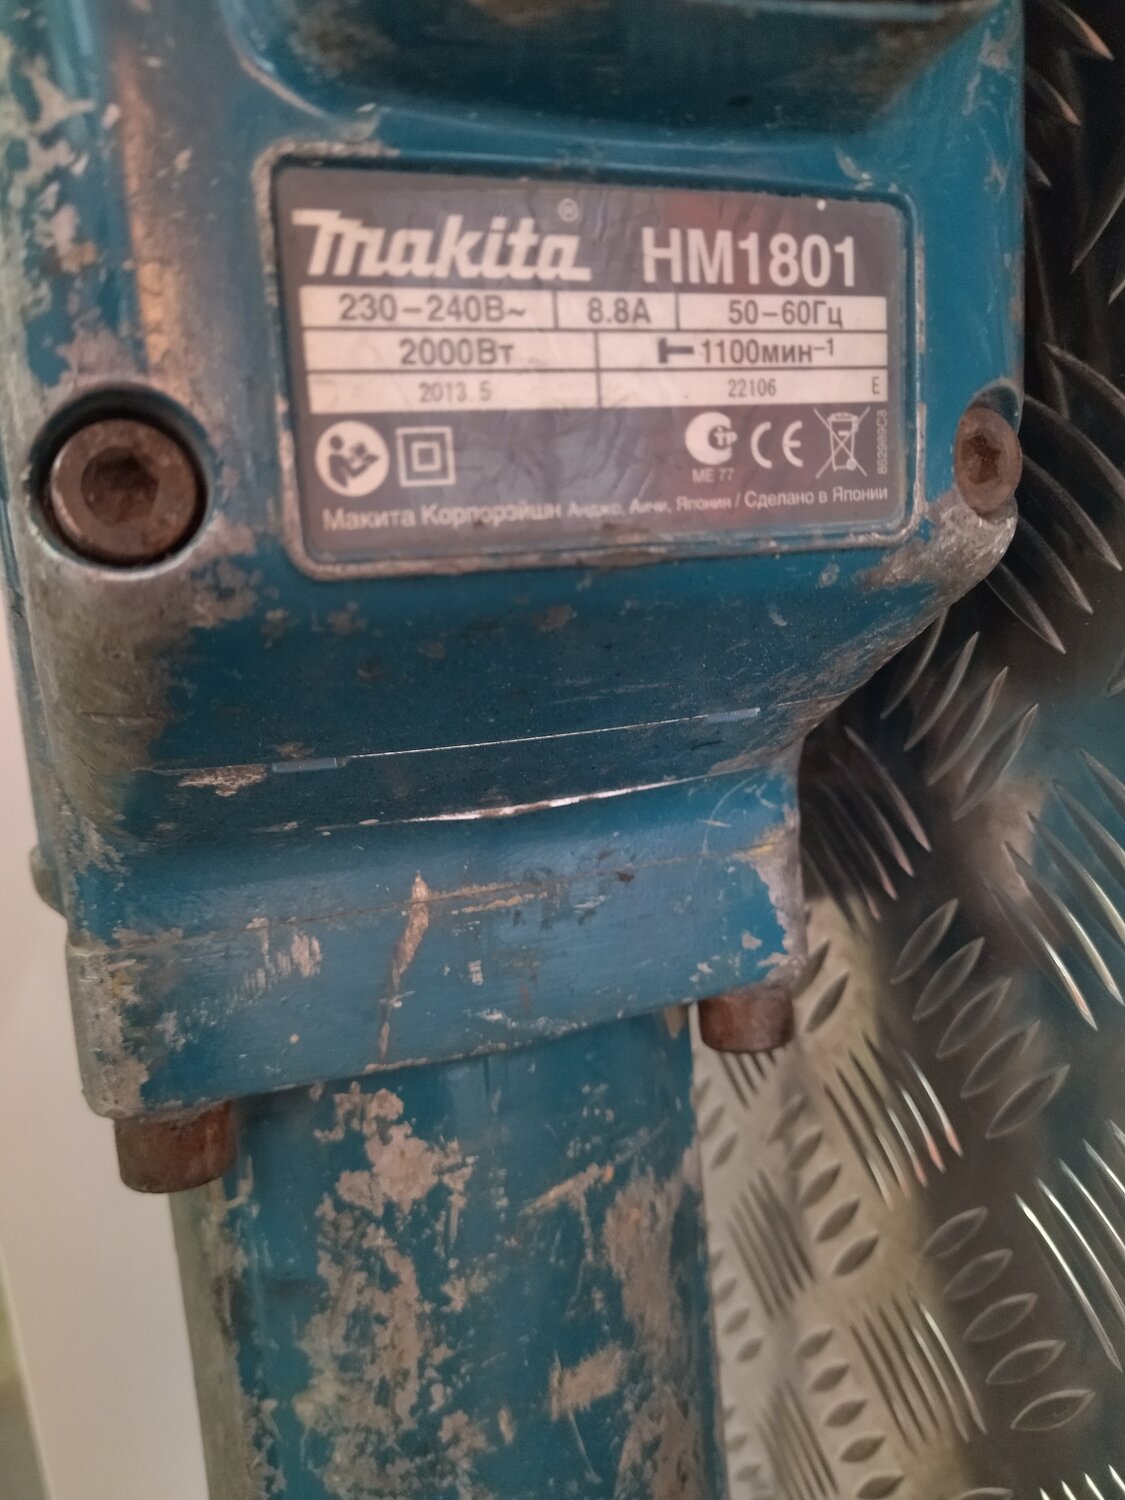 Makita ® HM1801
230–240В~ 8.8А 50–60Гц
2000Вт 1100мин⁻¹
2013 5 22106 E
ME 77
Макита Корпорэйшн Анджо, Аичи, Япония / Сделано в Японии